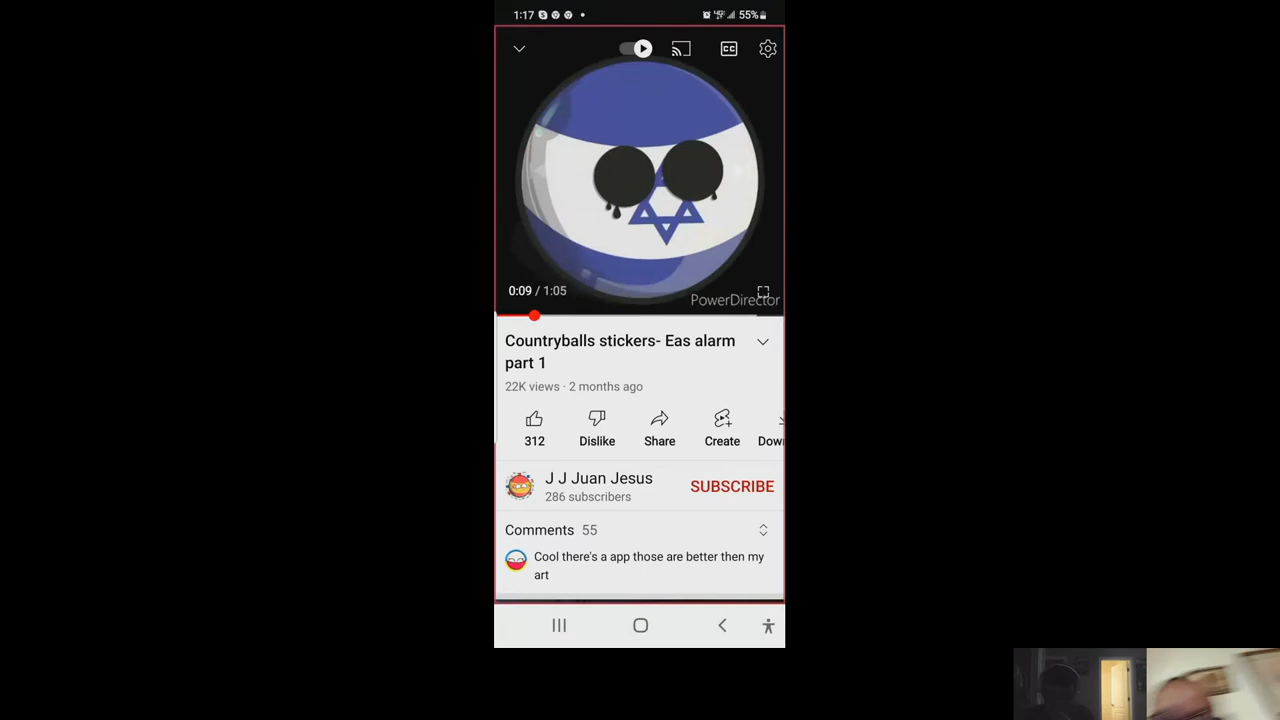 1:17
55%
CC
0:09 / 1:05
PowerDirector
Countryballs stickers- Eas alarm
part 1
22K views · 2 months ago
312 Dislike Share Create Dow
J J Juan Jesus
SUBSCRIBE
286 subscribers
Comments 55
Cool there's a app those are better then my
art